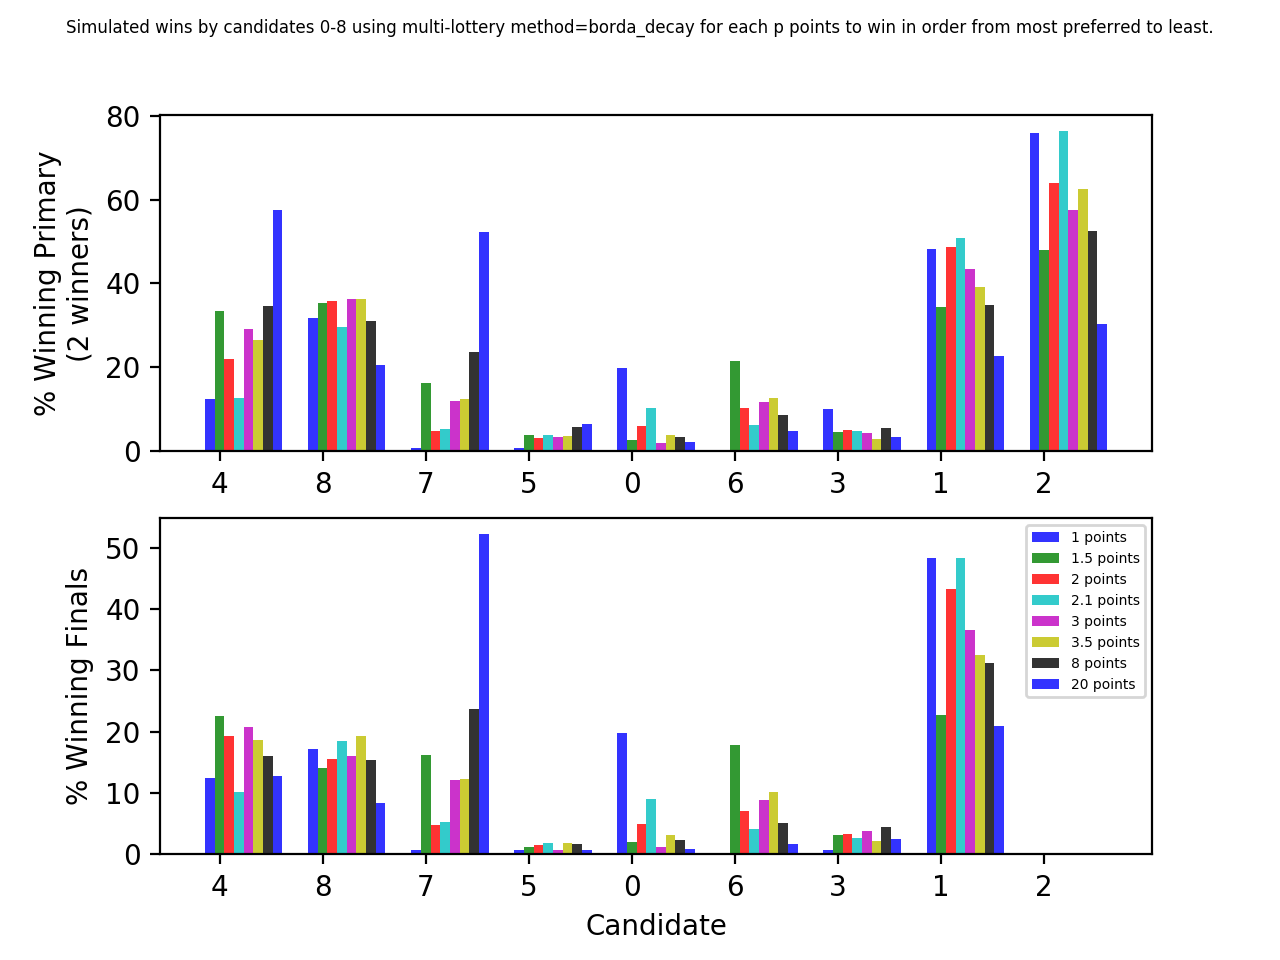 Simulated wins by candidates 0-8 using multi-lottery method=borda_decay for each p points to win in order from most preferred to least.
% Winning Primary
(2 winners)
80
60
40
20
0
4 8 7 5 0 6 3 1 2
% Winning Finals
50
40
30
20
10
0
1 points
1.5 points
2 points
2.1 points
3 points
3.5 points
8 points
20 points
4 8 7 5 0 6 3 1 2
Candidate